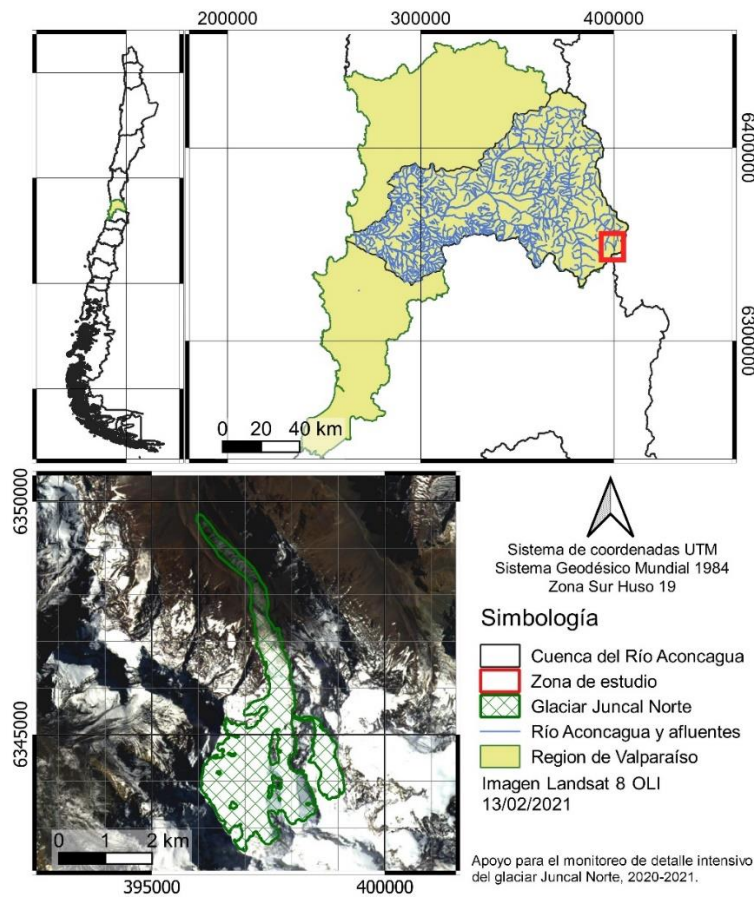 200000
300000
400000
6400000
6300000
0 20 40 km
6350000
6345000
0 1 2 km
395000
400000
Sistema de coordenadas UTM
Sistema Geodésico Mundial 1984
Zona Sur Huso 19
Simbología
Cuenca del Río Aconcagua
Zona de estudio
Glaciar Juncal Norte
Río Aconcagua y afluentes
Region de Valparaíso
Imagen Landsat 8 OLI
13/02/2021
Apoyo para el monitoreo de detalle intensivo
del glaciar Juncal Norte, 2020-2021.